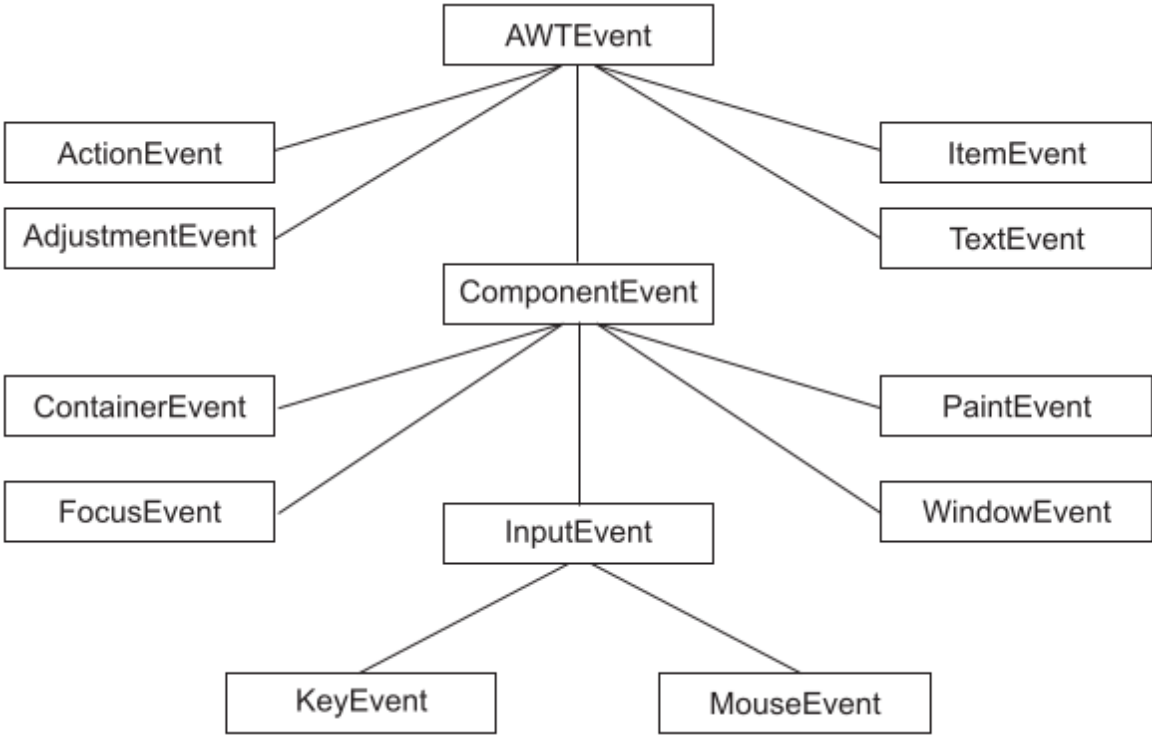 AWTEvent
ActionEvent
ItemEvent
AdjustmentEvent
TextEvent
ComponentEvent
ContainerEvent
PaintEvent
FocusEvent
WindowEvent
InputEvent
KeyEvent
MouseEvent